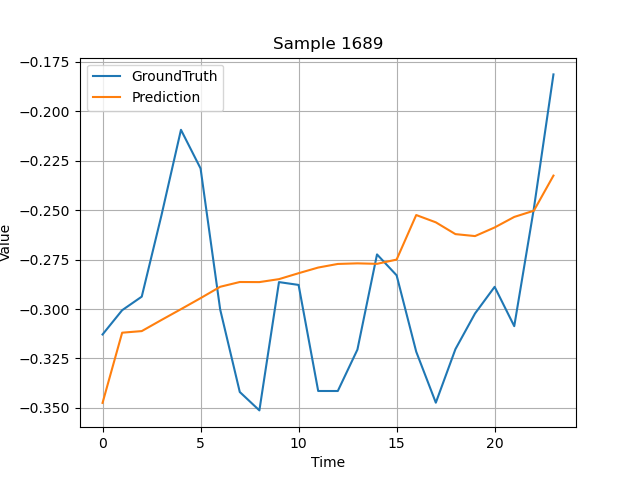 Sample 1689
GroundTruth
Prediction
−0.175
−0.200
−0.225
−0.250
−0.275
−0.300
−0.325
−0.350
Value
0 5 10 15 20
Time